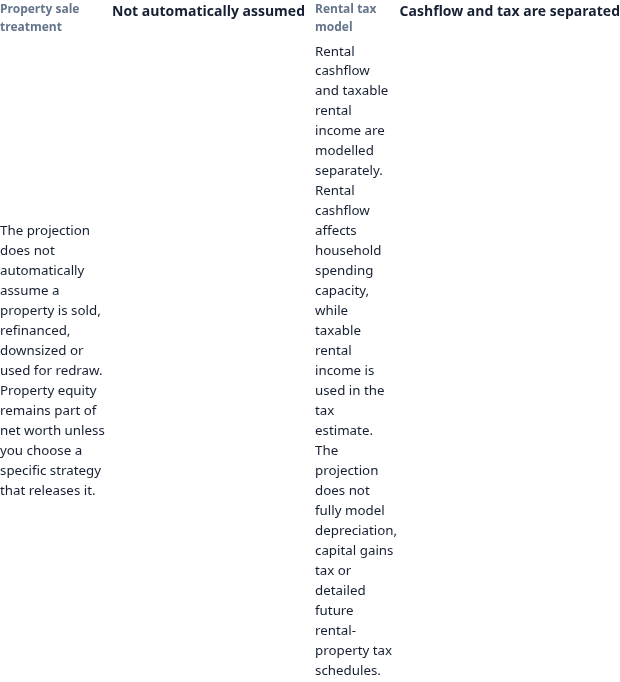 Property sale
treatment
Not automatically assumed
The projection
does not
automatically
assume a
property is sold,
refinanced,
downsized or
used for redraw.
Property equity
remains part of
net worth unless
you choose a
specific strategy
that releases it.
Rental tax
model
Cashflow and tax are separated
Rental
cashflow
and taxable
rental
income are
modelled
separately.
Rental
cashflow
affects
household
spending
capacity,
while
taxable
rental
income is
used in the
tax
estimate.
The
projection
does not
fully model
depreciation,
capital gains
tax or
detailed
future
rental-
property tax
schedules.